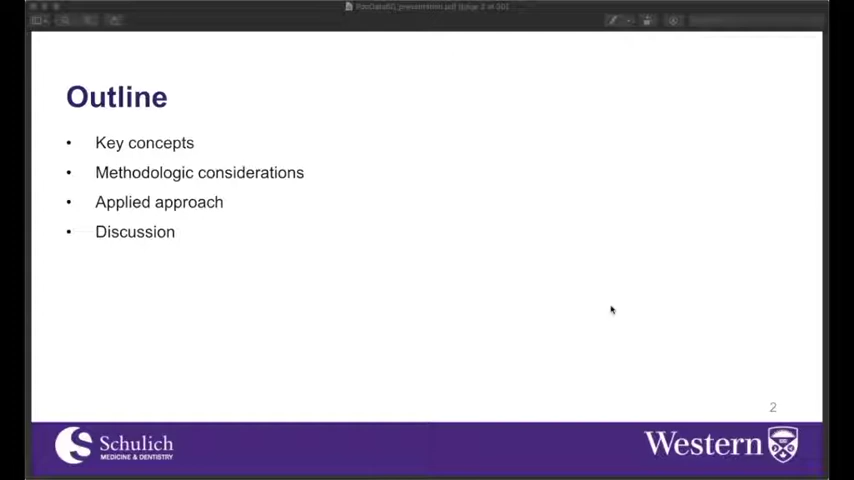 Outline
• Key concepts
• Methodologic considerations
• Applied approach
• Discussion
2
Schulich
MEDICINE & DENTISTRY
Western